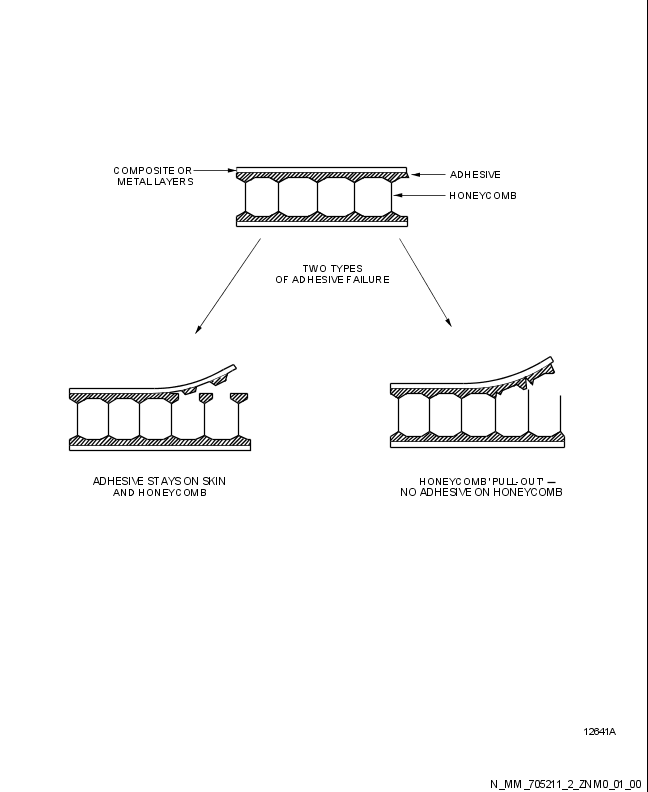 COMPOSITE OR
METAL LAYERS
ADHESIVE
HONEYCOMB
TWO TYPES
OF ADHESIVE FAILURE
ADHESIVE STAYS ON SKIN
AND HONEYCOMB
HONEYCOMB 'PULL-OUT' —
NO ADHESIVE ON HONEYCOMB
12641A
N_MM_705211_2_ZNM0_01_00